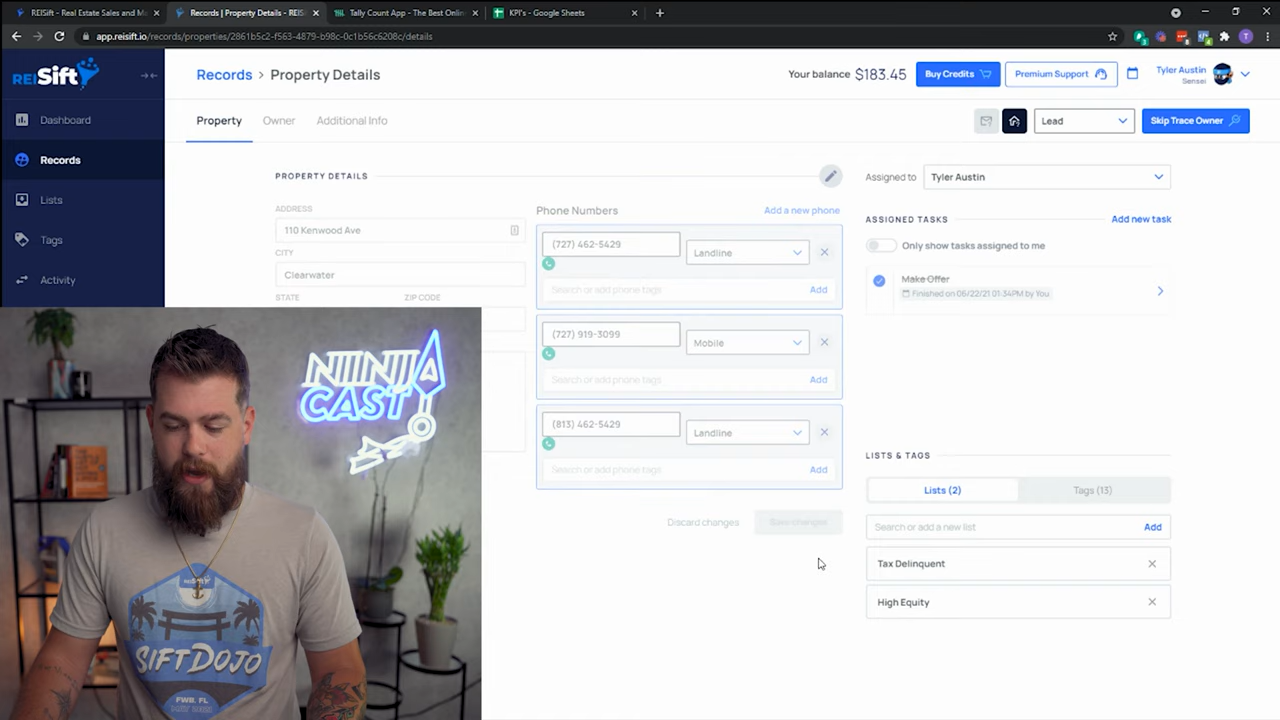 REISift - Real Estate Sales and M
Records | Property Details - REISi
Tally Count App - The Best Onlin
KPI's - Google Sheets
app.reisift.io/records/properties/2861b5c2-f563-4879-b98c-0c1b56c6208c/details
REISift
Records > Property Details
Your balance $183.45
Buy Credits
Premium Support
Tyler Austin
Sensei
Dashboard
Records
Lists
Tags
Activity
Property
Owner
Additional Info
Lead
Skip Trace Owner
PROPERTY DETAILS
ADDRESS
110 Kenwood Ave
CITY
Clearwater
STATE
ZIP CODE
Phone Numbers
Add a new phone
(727) 462-5429
Landline
Search or add phone tags
Add
(727) 919-3099
Mobile
Search or add phone tags
Add
(813) 462-5429
Landline
Search or add phone tags
Add
Discard changes
Save changes
Assigned to
Tyler Austin
ASSIGNED TASKS
Add new task
Only show tasks assigned to me
Make Offer
Finished on 06/22/21 01:34PM by You
LISTS & TAGS
Lists (2)
Tags (13)
Search or add a new list
Add
Tax Delinquent
High Equity
NINJA
CAST
SIFTDOJO
FWB, FL